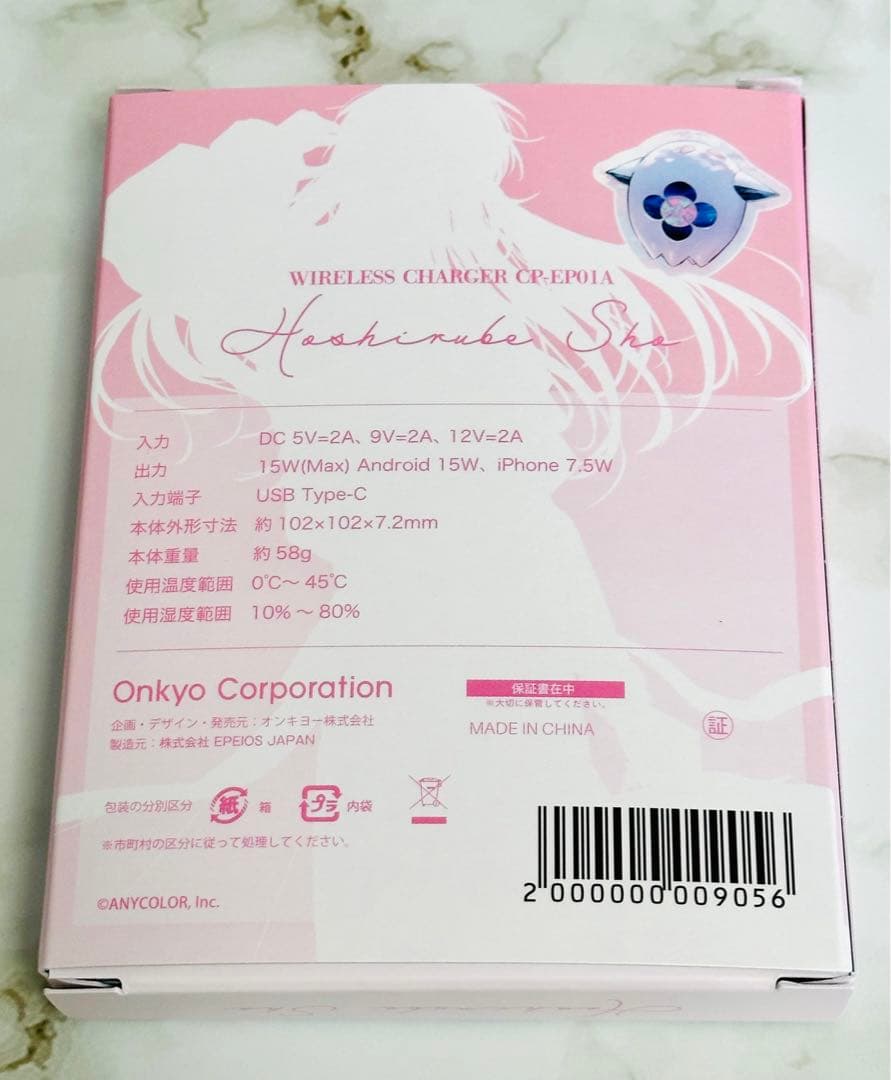 WIRELESS CHARGER CP-EP01A
Hoshirube Sho
入力 DC 5V=2A、9V=2A、12V=2A
出力 15W(Max) Android 15W、iPhone 7.5W
入力端子 USB Type-C
本体外形寸法 約 102×102×7.2mm
本体重量 約 58g
使用温度範囲 0℃〜 45℃
使用湿度範囲 10% 〜 80%
Onkyo Corporation
企画・デザイン・発売元：オンキヨー株式会社
製造元：株式会社 EPEIOS JAPAN
保証書在中
※大切に保管してください。
MADE IN CHINA
証
包装の分別区分 紙 箱 プラ 内袋
※市町村の区分に従って処理してください。
©ANYCOLOR, Inc.
2 000000 009056
Hoshirube Sho